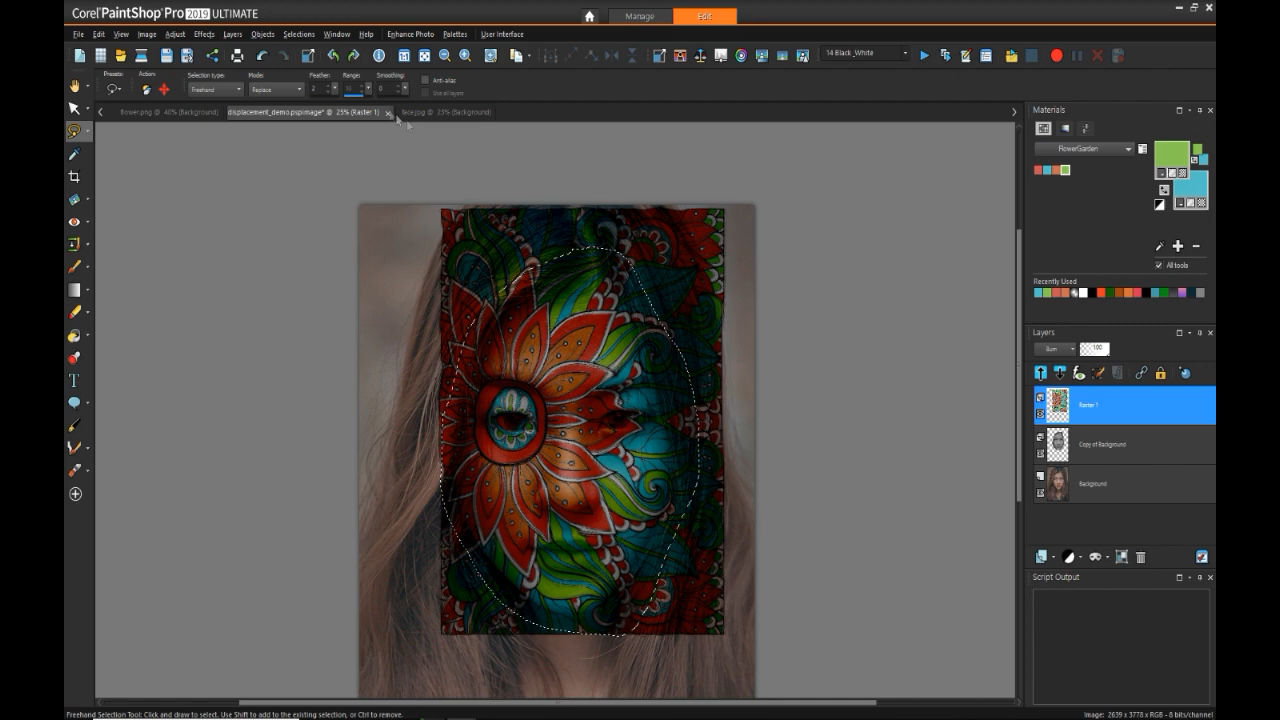 Corel PaintShop Pro 2019 ULTIMATE
Manage
Edit
File Edit View Image Adjust Effects Layers Objects Selections Window Help Enhance Photo Palettes User Interface
14 Black_White
Presets: Action: Selection type: Mode: Feather: Range: Smoothing: Anti-alias
Freehand Replace 2 10 0 Use all layers
flower.png @ 40% (Background) displacement_demo.pspimage* @ 25% (Raster 1) face.jpg @ 23% (Background)
Materials
FlowerGarden
All tools
Recently Used
Layers
Burn 100
Raster 1
Copy of Background
Background
Script Output
Freehand Selection Tool: Click and draw to select. Use Shift to add to the existing selection, or Ctrl to remove.
Image: 2639 x 3778 x RGB - 8 bits/channel